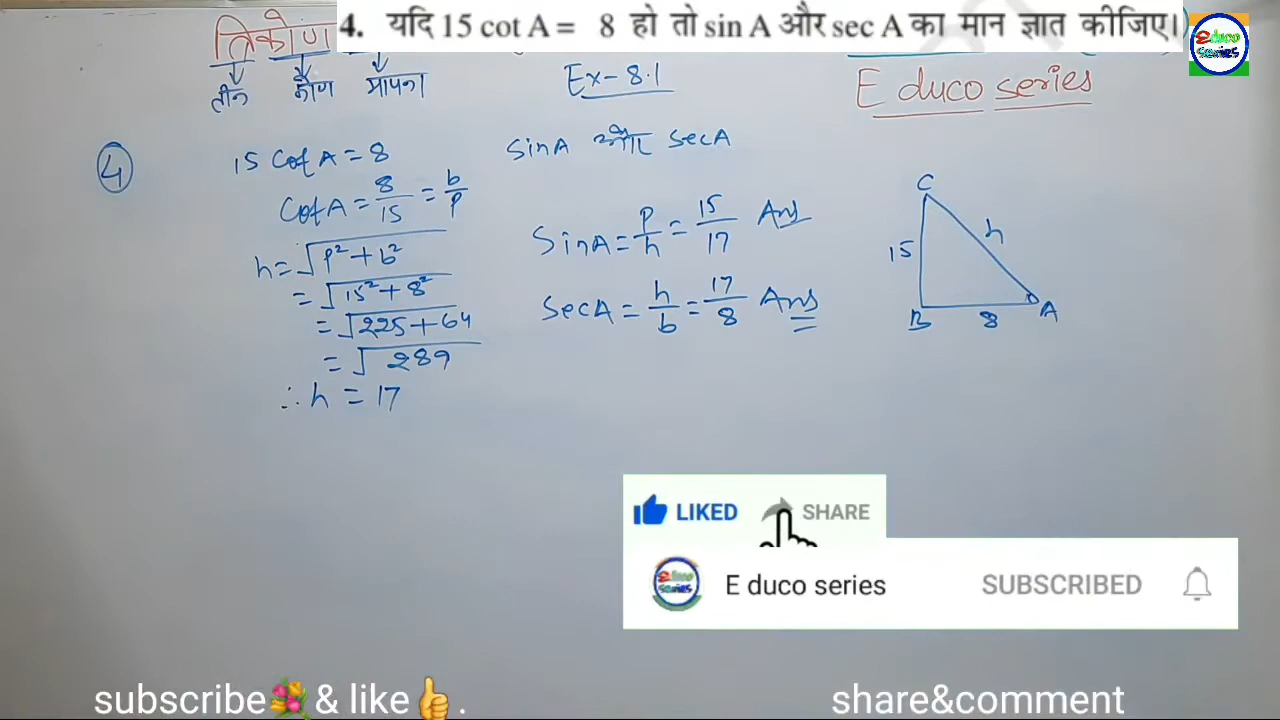 4. यदि 15 cot A = 8 हो तो sin A और sec A का मान ज्ञात कीजिए।
E duco series
त्रिकोण
तीन कोण मापना
Ex-8.1
E duco series
4
15 cot A = 8
cot A = 8/15 = b/p
h = √p² + b²
= √15² + 8²
= √225 + 64
= √289
∴ h = 17
sin A और sec A
Sin A = p/h = 15/17 Ans
Sec A = h/b = 17/8 Ans
C
15
h
B
8
A
LIKED SHARE
E duco series SUBSCRIBED
subscribe💐& like👍.
share&comment